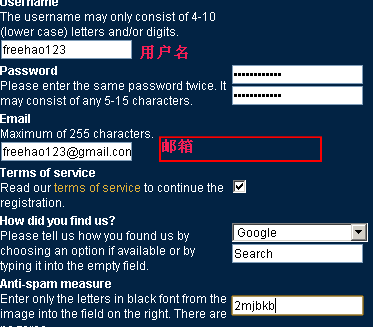 Username
The username may only consist of 4-10
(lower case) letters and/or digits.
freehao123 用户名
Password
Please enter the same password twice. It
may consist of any 5-15 characters.
Email
Maximum of 255 characters.
freehao123@gmail.con 邮箱
Terms of service
Read our terms of service to continue the
registration.
How did you find us?
Please tell us how you found us by
choosing an option if available or by
typing it into the empty field.
Google
Search
Anti-spam measure
Enter only the letters in black font from the
image into the field on the right. There are
2mjbkb
no zeros